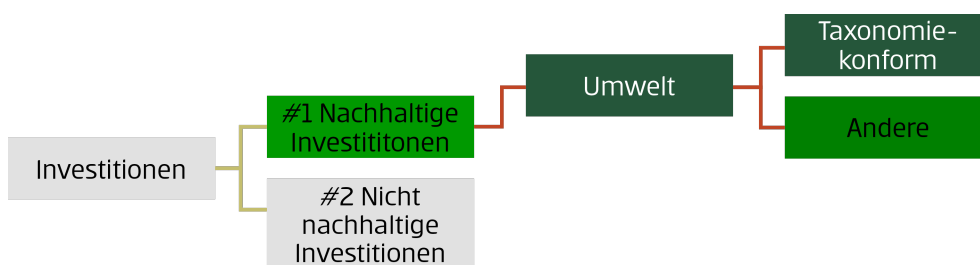 Investitionen
#1 Nachhaltige
Investititonen
#2 Nicht
nachhaltige
Investitionen
Umwelt
Taxonomie-
konform
Andere